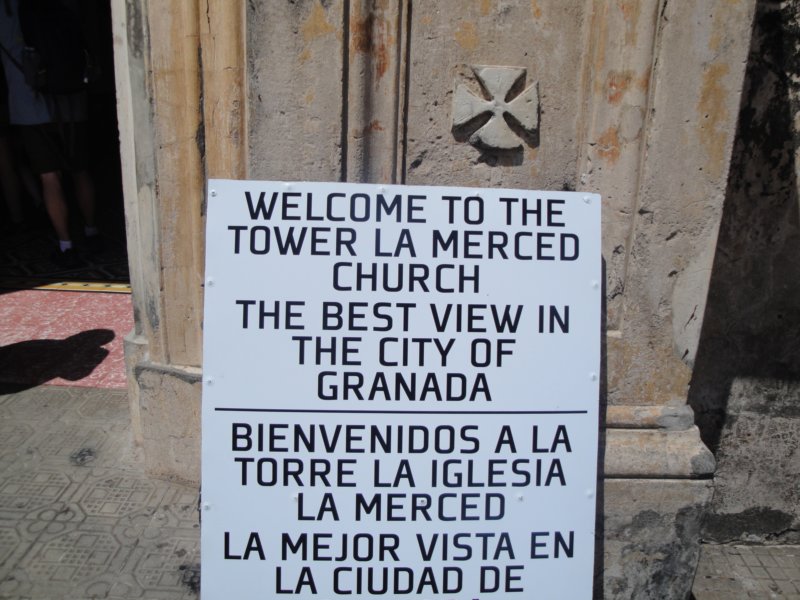 WELCOME TO THE
TOWER LA MERCED
CHURCH
THE BEST VIEW IN
THE CITY OF
GRANADA
BIENVENIDOS A LA
TORRE LA IGLESIA
LA MERCED
LA MEJOR VISTA EN
LA CIUDAD DE